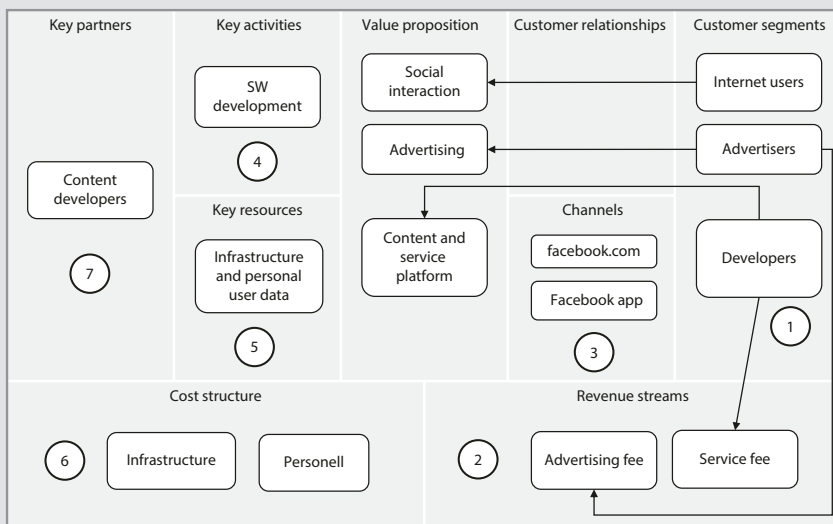 Key partners
Key activities
Value proposition
Customer relationships
Customer segments
SW
development
4
Social
interaction
Internet users
Advertising
Advertisers
Content
developers
7
Key resources
Infrastructure
and personal
user data
5
Content and
service
platform
Channels
facebook.com
Facebook app
3
Developers
1
Cost structure
6
Infrastructure
Personell
Revenue streams
2
Advertising fee
Service fee